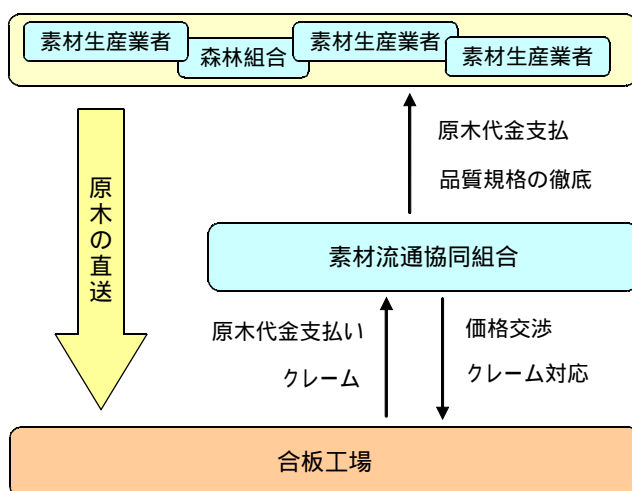 素材生産業者
森林組合
素材生産業者
素材生産業者
原木の直送
原木代金支払
品質規格の徹底
素材流通協同組合
原木代金支払い
クレーム
価格交渉
クレーム対応
合板工場